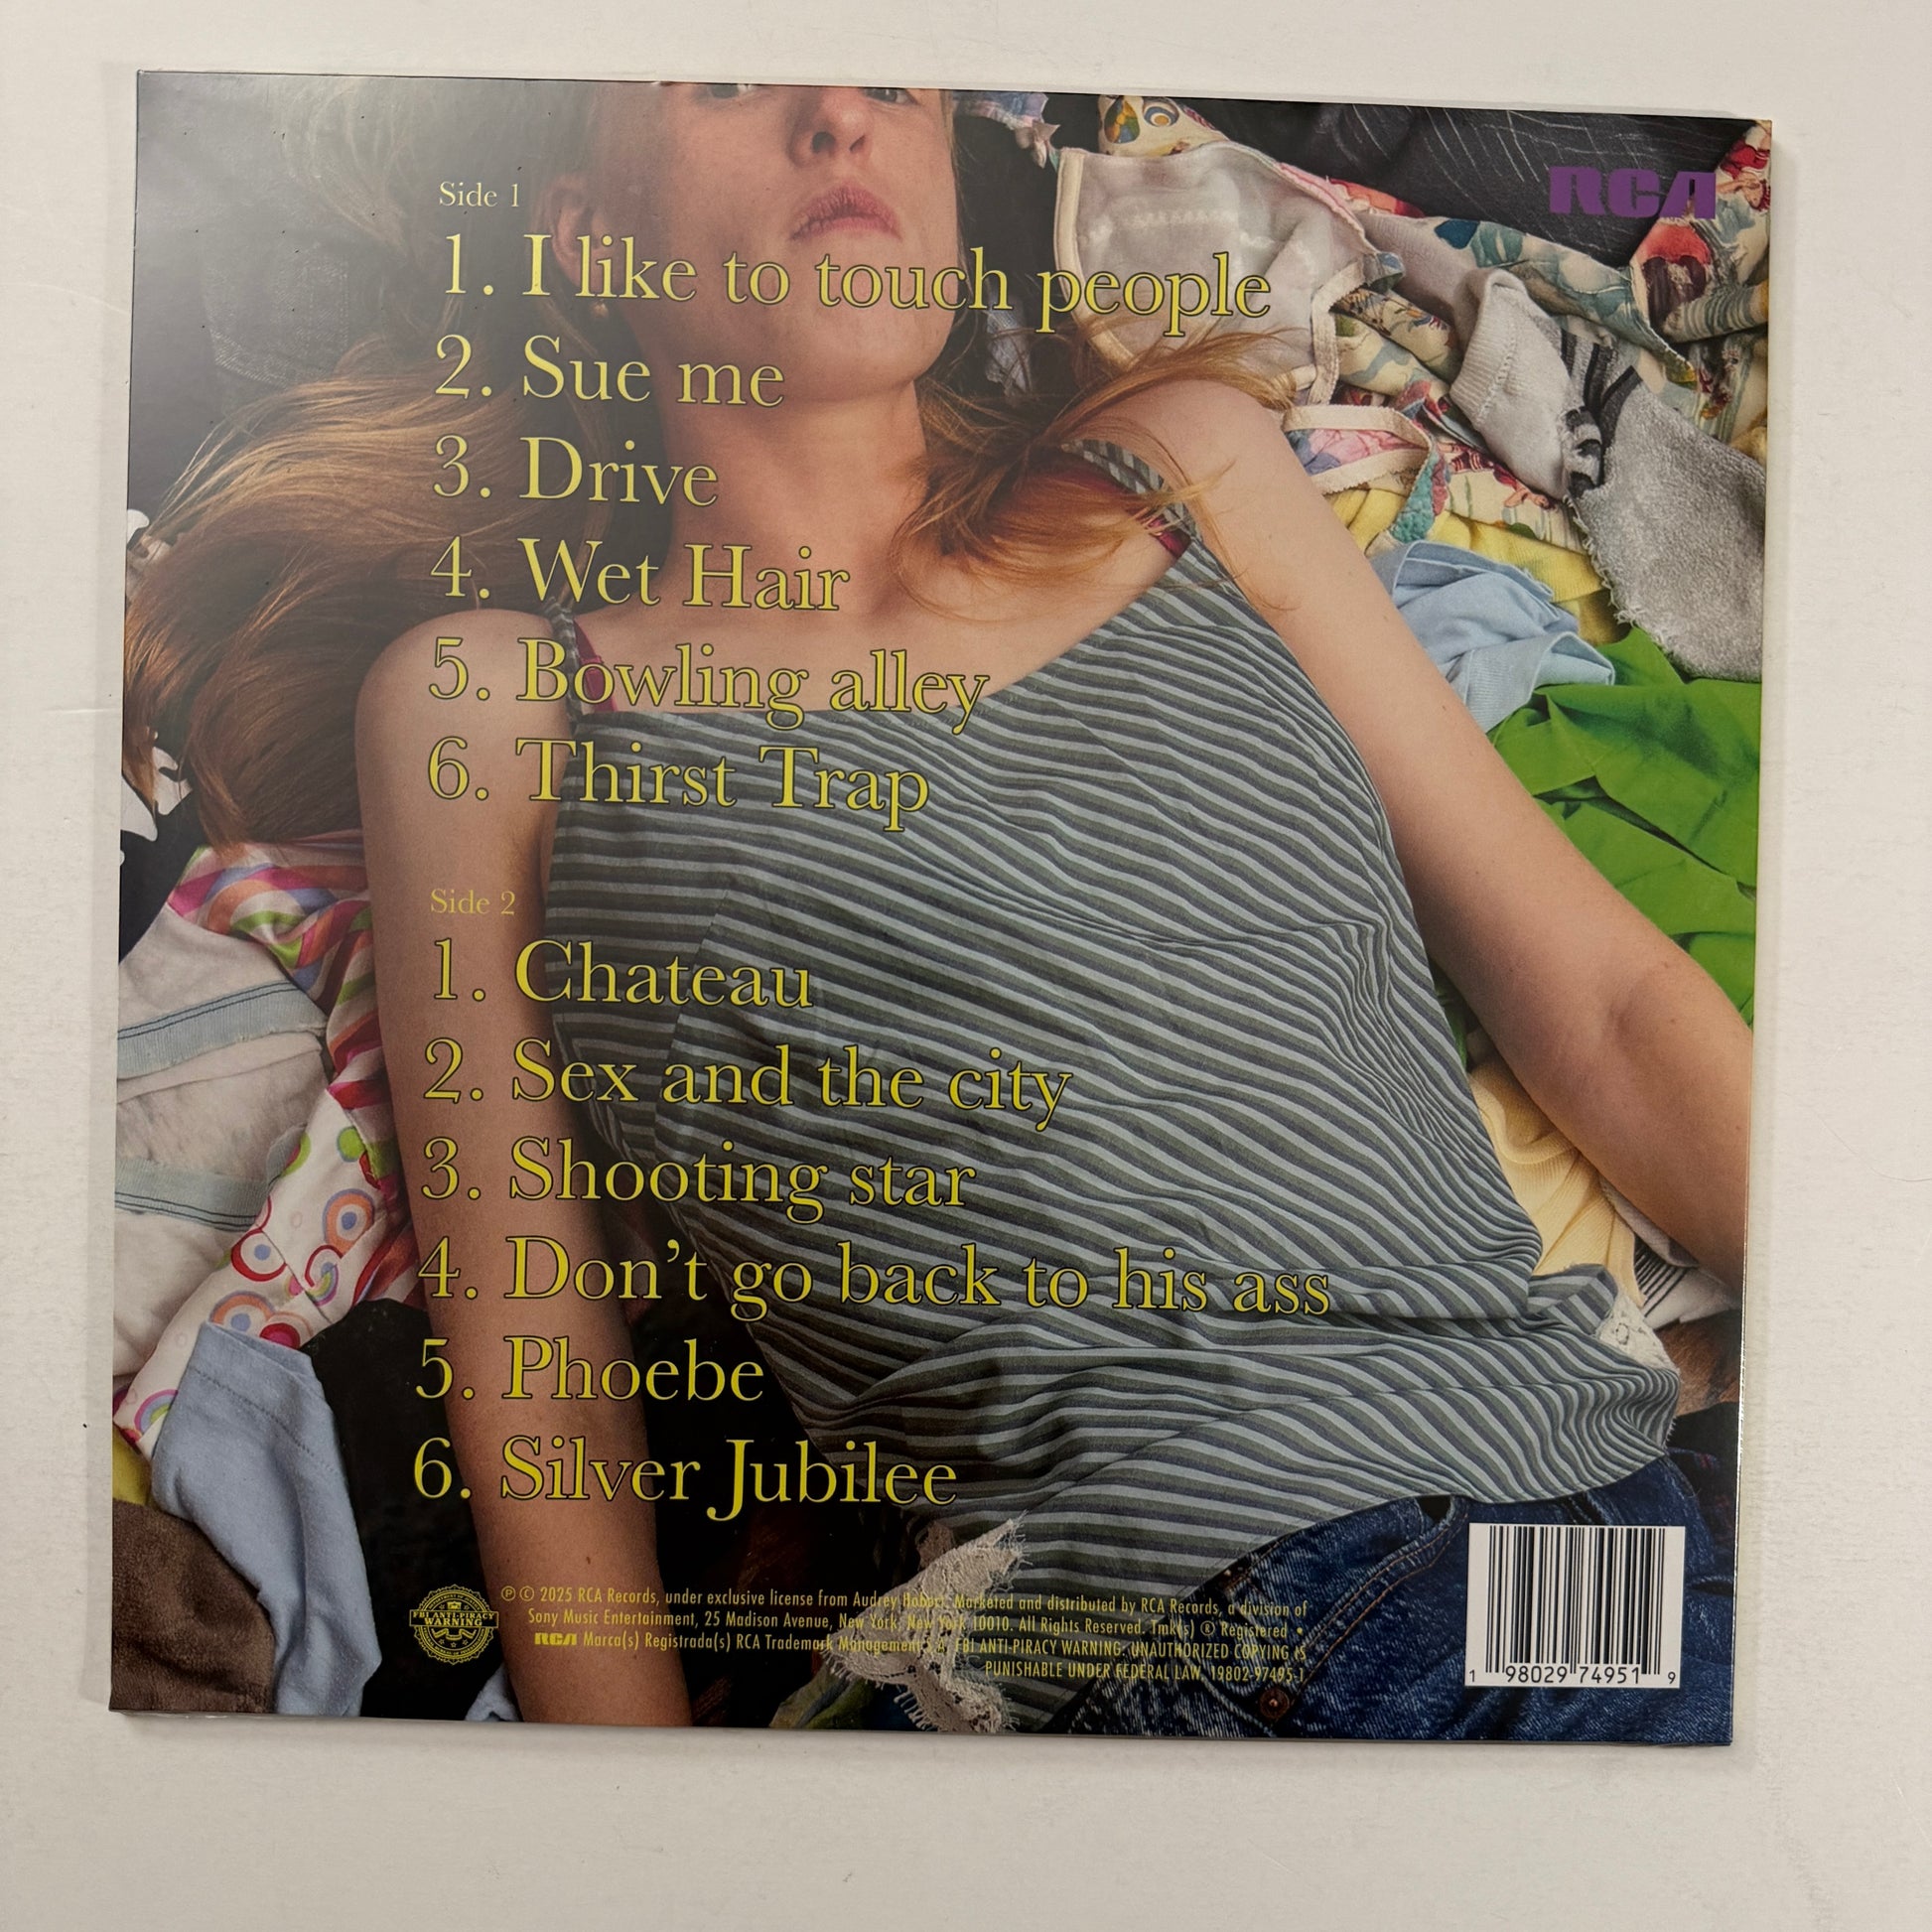 RCA
Side 1
1. I like to touch people
2. Sue me
3. Drive
4. Wet Hair
5. Bowling alley
6. Thirst Trap
Side 2
1. Chateau
2. Sex and the city
3. Shooting star
4. Don’t go back to his ass
5. Phoebe
6. Silver Jubilee
FBI ANTI-PIRACY
WARNING
℗ © 2025 RCA Records, under exclusive license from Audrey Hobert. Marketed and distributed by RCA Records, a division of
Sony Music Entertainment, 25 Madison Avenue, New York, New York 10010. All Rights Reserved. Tmk(s) ® Registered •
RCA Marca(s) Registrada(s) RCA Trademark Management S.A. FBI ANTI-PIRACY WARNING: UNAUTHORIZED COPYING IS
PUNISHABLE UNDER FEDERAL LAW. 19802-97495-1
1 98029 74951 9